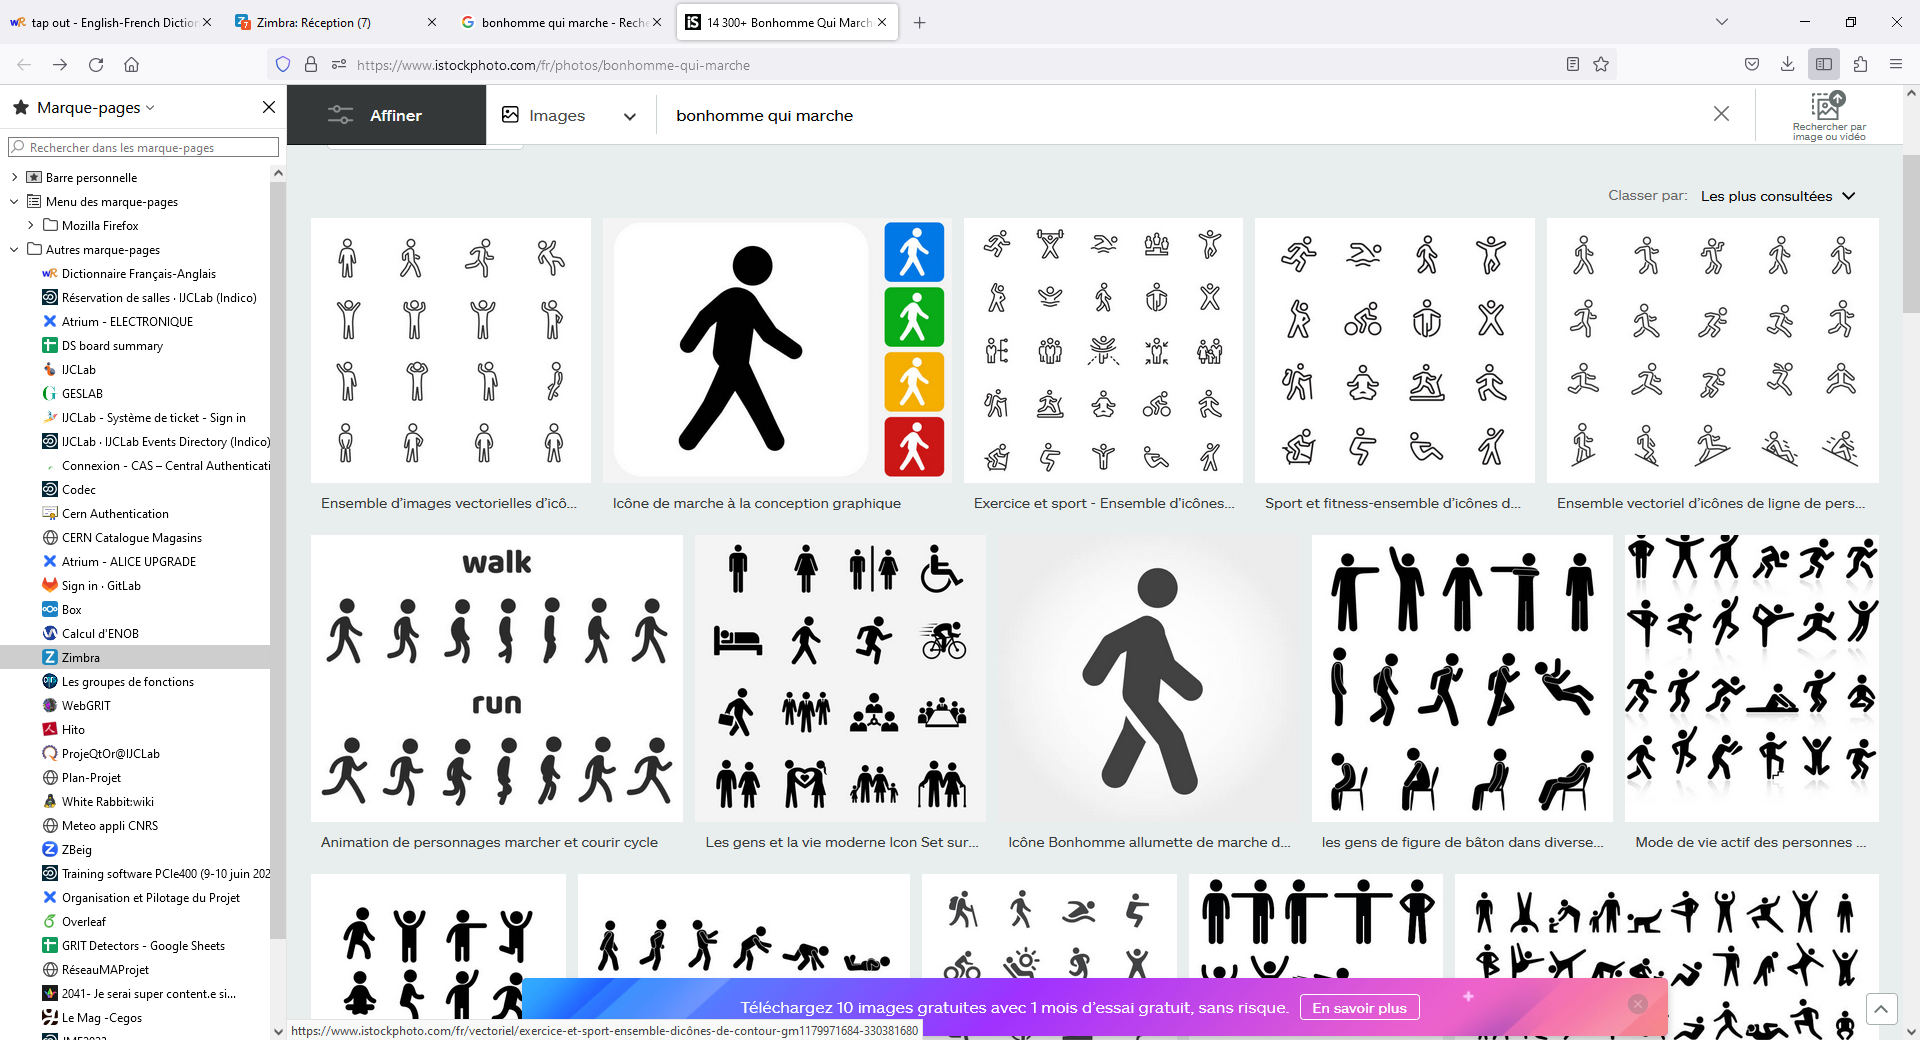 tap out - English-French Diction
Zimbra: Réception (7)
bonhomme qui marche - Reche
14 300+ Bonhomme Qui March
https://www.istockphoto.com/fr/photos/bonhomme-qui-marche
Marque-pages
Rechercher dans les marque-pages
Barre personnelle
Menu des marque-pages
Mozilla Firefox
Autres marque-pages
Dictionnaire Français-Anglais
Réservation de salles · IJCLab (Indico)
Atrium - ELECTRONIQUE
DS board summary
IJCLab
GESLAB
IJCLab - Système de ticket - Sign in
IJCLab · IJCLab Events Directory (Indico)
Connexion - CAS – Central Authenticati
Codec
Cern Authentication
CERN Catalogue Magasins
Atrium - ALICE UPGRADE
Sign in · GitLab
Box
Calcul d'ENOB
Zimbra
Les groupes de fonctions
WebGRIT
Hito
ProjeQtOr@IJCLab
Plan-Projet
White Rabbit:wiki
Meteo appli CNRS
ZBeig
Training software PCIe400 (9-10 juin 202
Organisation et Pilotage du Projet
Overleaf
GRIT Detectors - Google Sheets
RéseauMAProjet
2041- Je serai super content.e si...
Le Mag -Cegos
Affiner
Images
bonhomme qui marche
Rechercher par
image ou vidéo
Classer par: Les plus consultées
Ensemble d'images vectorielles d'icô...
Icône de marche à la conception graphique
Exercice et sport - Ensemble d'icônes...
Sport et fitness-ensemble d'icônes d...
Ensemble vectoriel d'icônes de ligne de pers...
walk
run
Animation de personnages marcher et courir cycle
Les gens et la vie moderne Icon Set sur...
Icône Bonhomme allumette de marche d...
les gens de figure de bâton dans diverse...
Mode de vie actif des personnes ...
Téléchargez 10 images gratuites avec 1 mois d'essai gratuit, sans risque.
En savoir plus
https://www.istockphoto.com/fr/vectoriel/exercice-et-sport-ensemble-dicônes-de-contour-gm1179971684-330381680